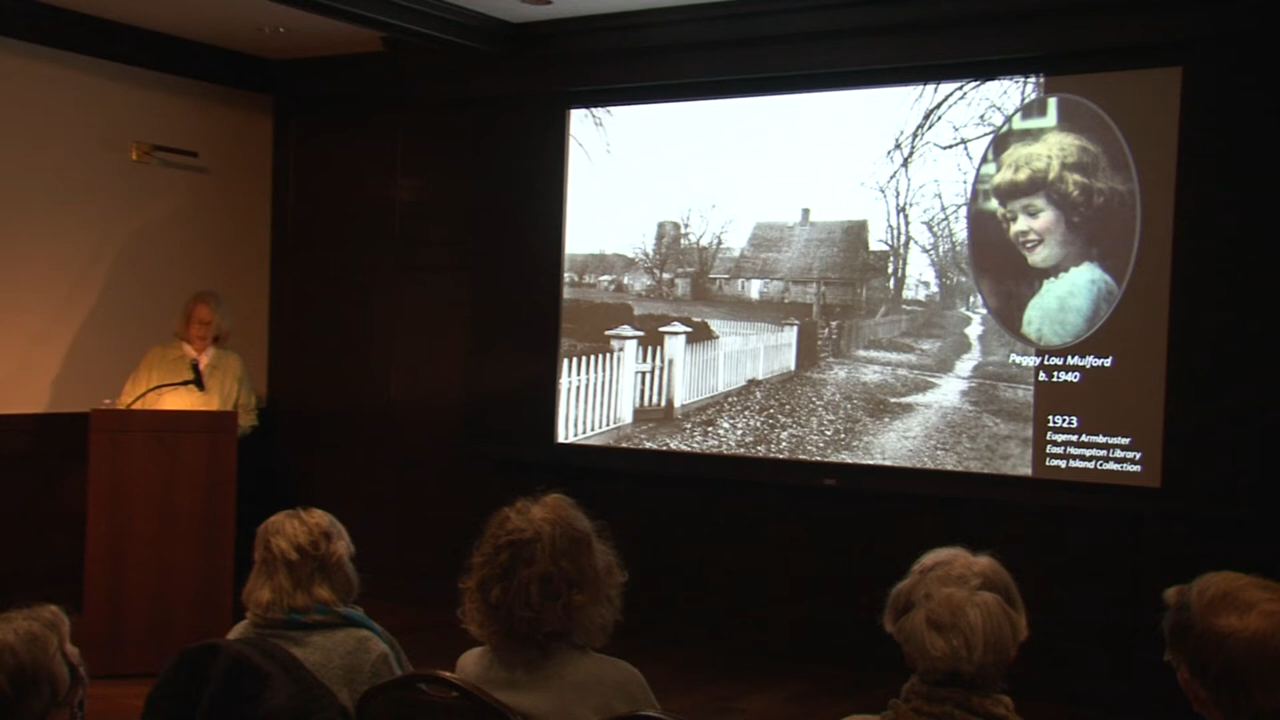 Peggy Lou Mulford
b. 1940
1923
Eugene Armbruster
East Hampton Library
Long Island Collection